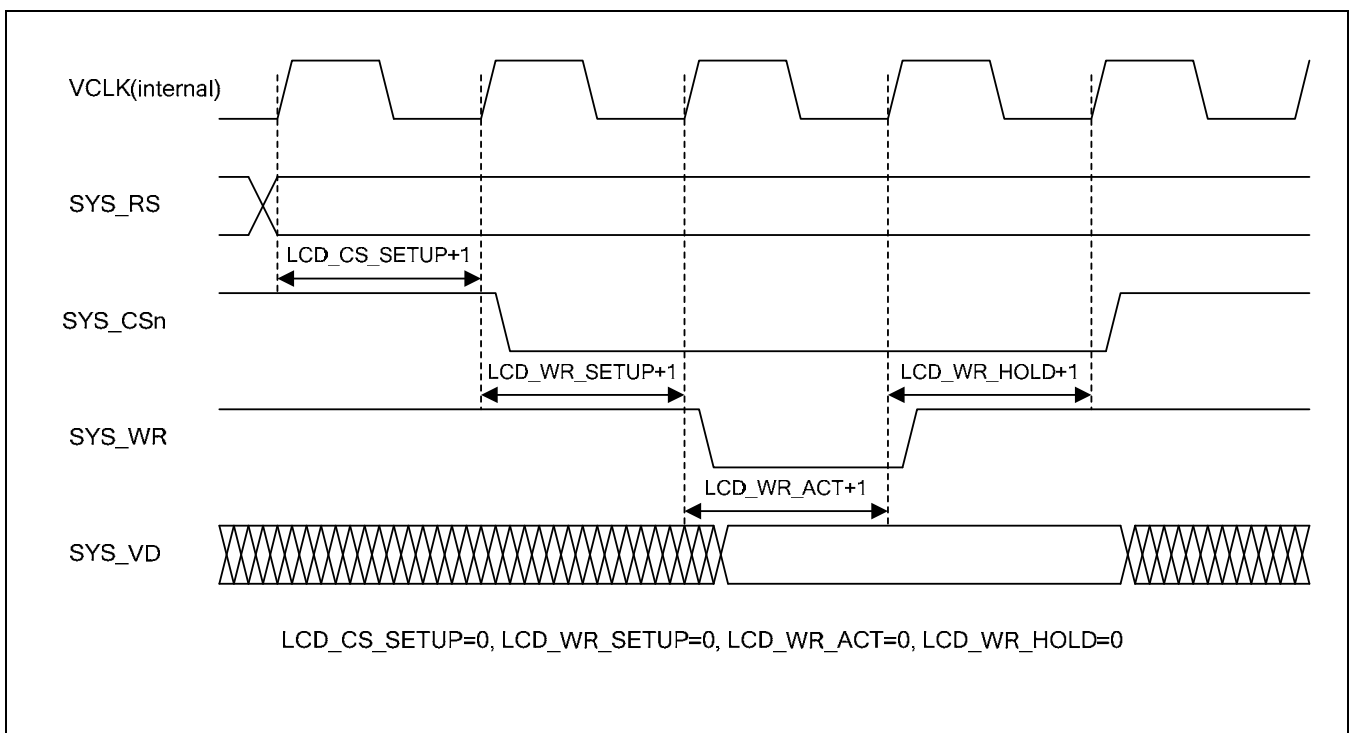 VCLK(internal)
SYS_RS
LCD_CS_SETUP+1
SYS_CSn
LCD_WR_SETUP+1
LCD_WR_HOLD+1
SYS_WR
LCD_WR_ACT+1
SYS_VD
LCD_CS_SETUP=0, LCD_WR_SETUP=0, LCD_WR_ACT=0, LCD_WR_HOLD=0